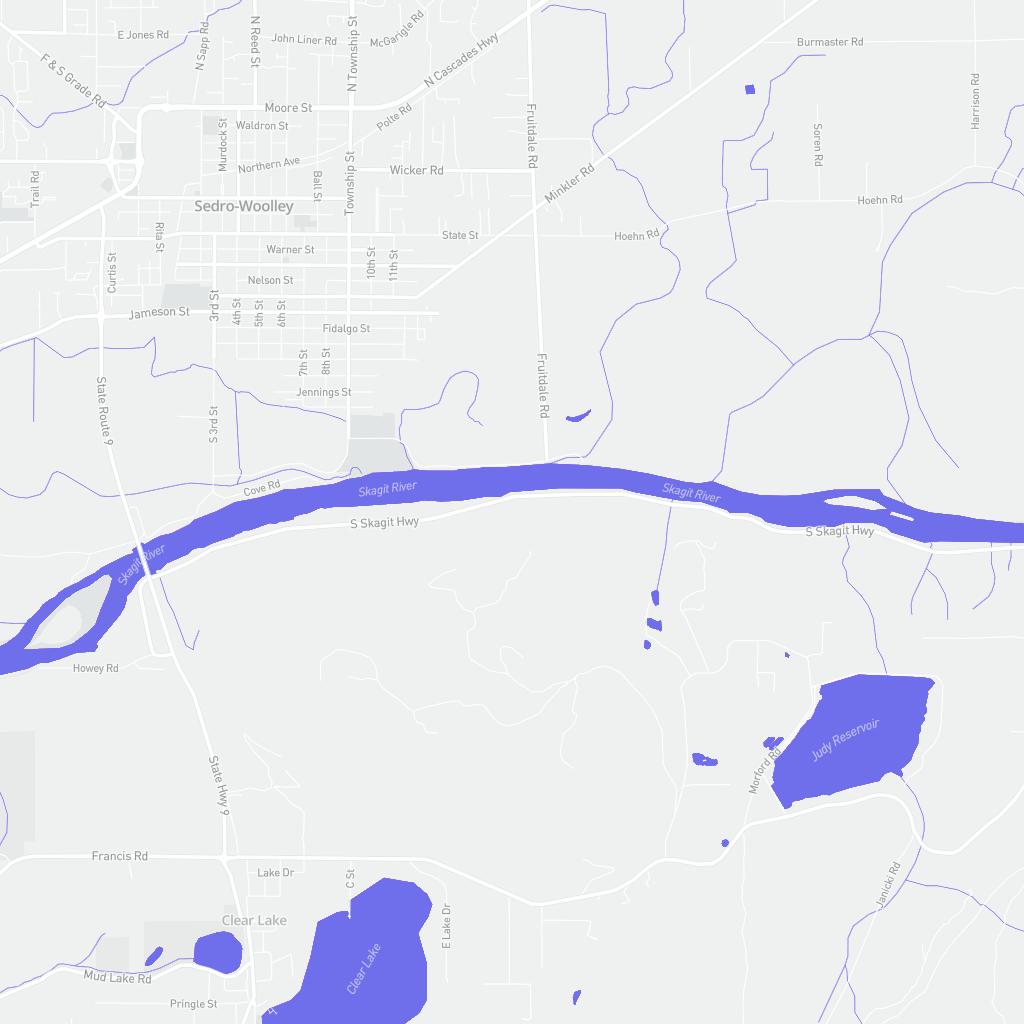 E Jones Rd
N Sapp Rd
N Reed St
John Liner Rd
N Township St
McGarigle Rd
N Cascades Hwy
Burmaster Rd
F & S Grade Rd
Moore St
Polte Rd
Waldron St
Murdock St
Fruitdale Rd
Harrison Rd
Soren Rd
Northern Ave
Wicker Rd
Trail Rd
Ball St
Township St
Minkler Rd
Hoehn Rd
Sedro-Woolley
Rita St
State St
Hoehn Rd
Warner St
Curtis St
10th St
11th St
Nelson St
3rd St
4th St
5th St
6th St
Jameson St
Fidalgo St
7th St
8th St
Fruitdale Rd
State Route 9
Jennings St
S 3rd St
Cove Rd
Skagit River
Skagit River
S Skagit Hwy
S Skagit Hwy
Skagit River
Howey Rd
Judy Reservoir
Morford Rd
State Hwy 9
Francis Rd
Lake Dr
C St
Janicki Rd
Clear Lake
E Lake Dr
Clear Lake
Mud Lake Rd
Pringle St